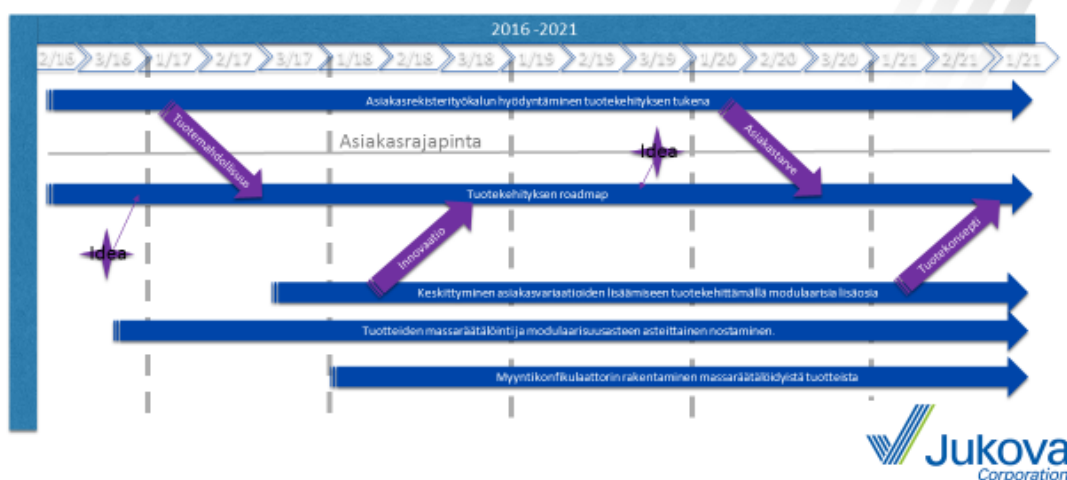 2016 -2021
2/16 3/16 1/17 2/17 3/17 1/18 2/18 3/18 1/19 2/19 3/19 1/20 2/20 3/20 1/21 2/21 1/21
Asiakasrekisterityökalun hyödyntäminen tuotekehityksen tukena
Tuotemahdollisuus
Asiakasrajapinta
Idea
Asiakastarve
Tuotekehityksen roadmap
Idea
Innovaatio
Tuotekonsepti
Keskittyminen asiakasvariaatioiden lisäämiseen tuotekehittämällä modulaarisia lisäosia
Tuotteiden massaräätälöinti ja modulaarisuusasteen asteittainen nostaminen.
Myyntikonfikulaattorin rakentaminen massaräätälöidyistä tuotteista
Jukova
Corporation